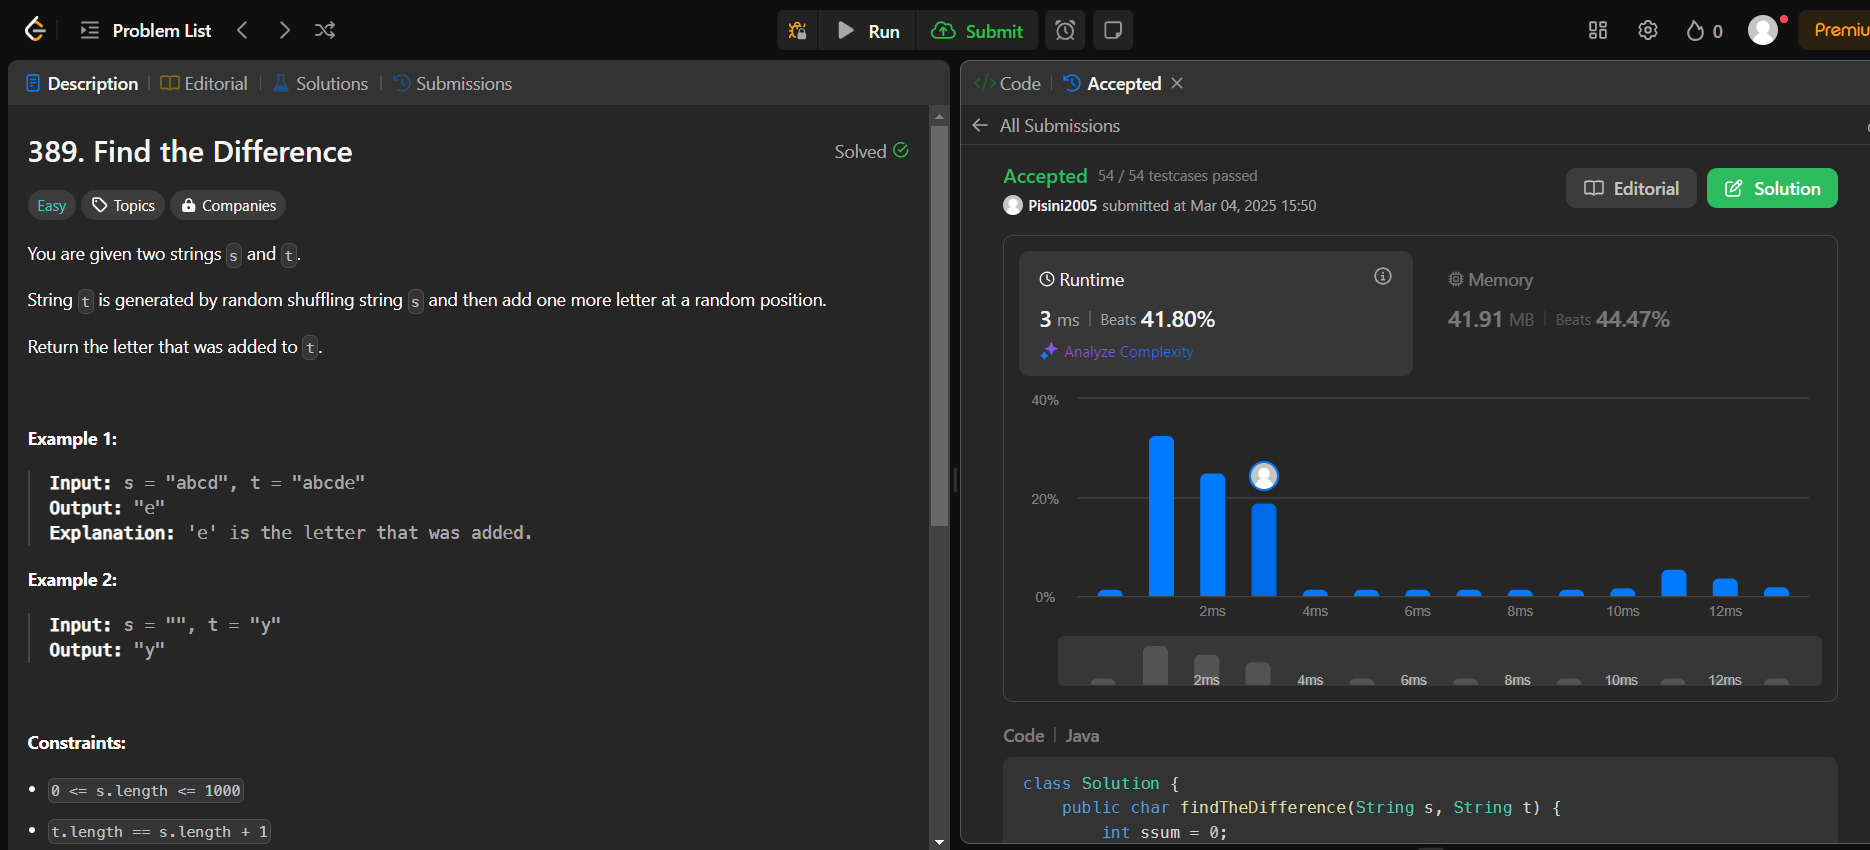 Problem List
Run
Submit
0
Premiu
Description
Editorial
Solutions
Submissions
389. Find the Difference
Solved
Easy
Topics
Companies
You are given two strings s and t.
String t is generated by random shuffling string s and then add one more letter at a random position.
Return the letter that was added to t.
Example 1:
Input: s = "abcd", t = "abcde"
Output: "e"
Explanation: 'e' is the letter that was added.
Example 2:
Input: s = "", t = "y"
Output: "y"
Constraints:
• 0 <= s.length <= 1000
• t.length == s.length + 1
</> Code
Accepted
All Submissions
Accepted 54 / 54 testcases passed
Pisini2005 submitted at Mar 04, 2025 15:50
Editorial
Solution
Runtime
3 ms | Beats 41.80%
Analyze Complexity
Memory
41.91 MB | Beats 44.47%
40%
20%
0%
2ms 4ms 6ms 8ms 10ms 12ms
2ms 4ms 6ms 8ms 10ms 12ms
Code | Java
class Solution {
public char findTheDifference(String s, String t) {
int ssum = 0;